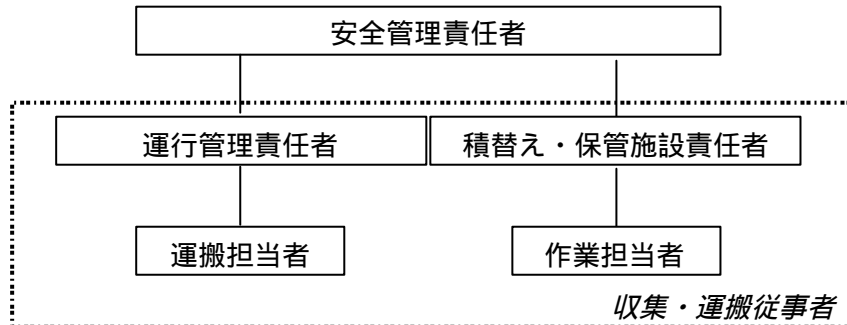 安全管理責任者
運行管理責任者
積替え・保管施設責任者
運搬担当者
作業担当者
収集・運搬従事者